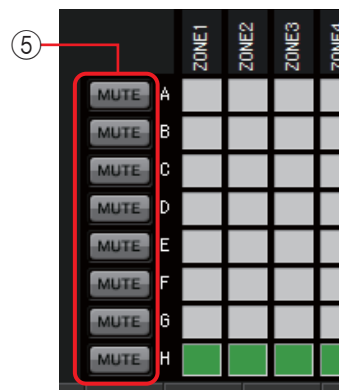 ⑤
ZONE1 ZONE2 ZONE3 ZONE4
MUTE A
MUTE B
MUTE C
MUTE D
MUTE E
MUTE F
MUTE G
MUTE H